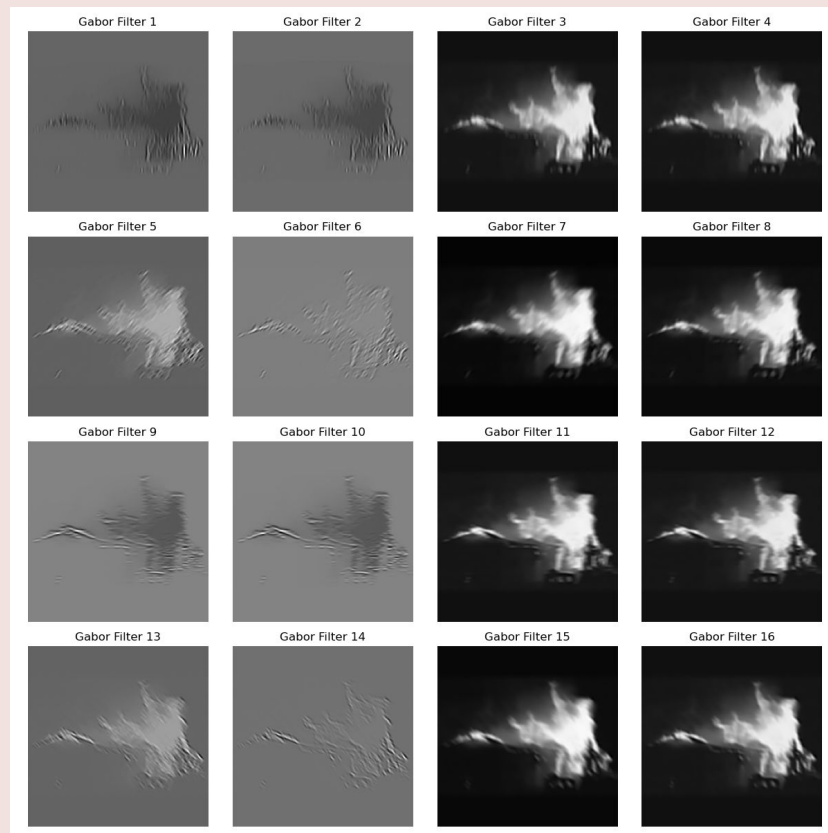 Gabor Filter 1
Gabor Filter 2
Gabor Filter 3
Gabor Filter 4
Gabor Filter 5
Gabor Filter 6
Gabor Filter 7
Gabor Filter 8
Gabor Filter 9
Gabor Filter 10
Gabor Filter 11
Gabor Filter 12
Gabor Filter 13
Gabor Filter 14
Gabor Filter 15
Gabor Filter 16